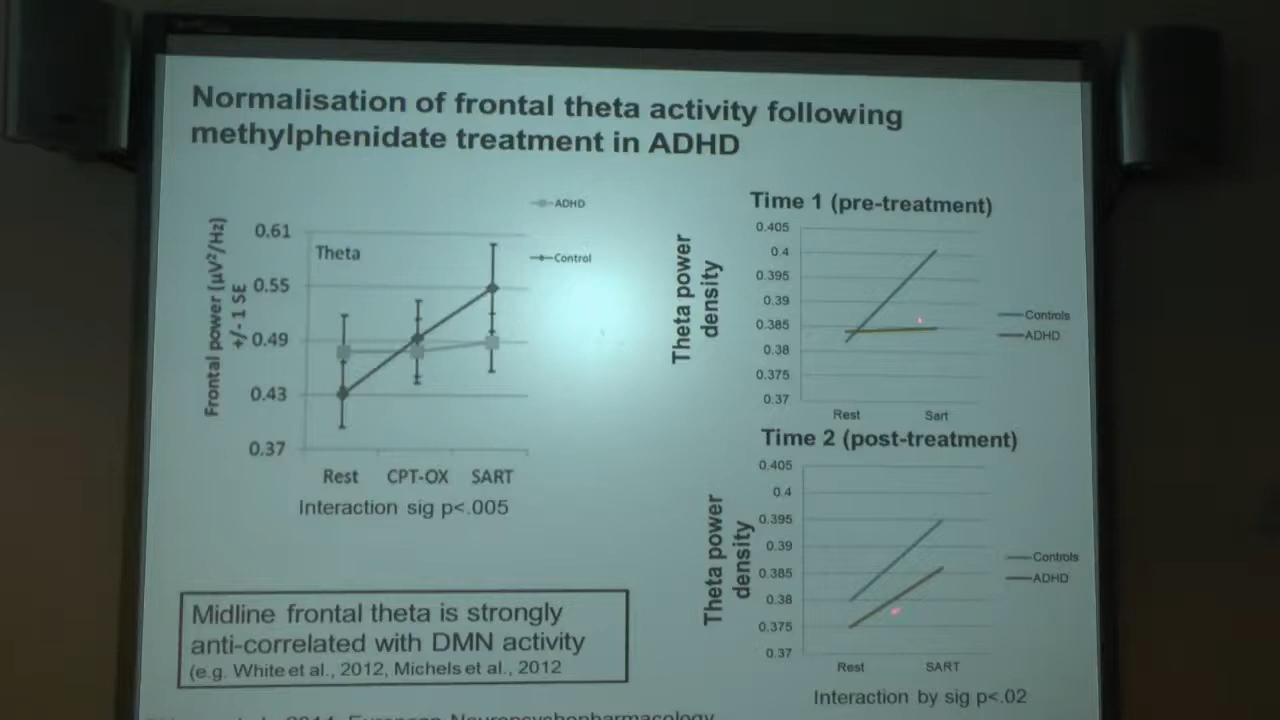 Normalisation of frontal theta activity following
methylphenidate treatment in ADHD
ADHD
Control
Frontal power (µV²/Hz)
+/- 1 SE
Theta
0.61
0.55
0.49
0.43
0.37
Rest CPT-OX SART
Interaction sig p<.005
Midline frontal theta is strongly
anti-correlated with DMN activity
(e.g. White et al., 2012, Michels et al., 2012
Time 1 (pre-treatment)
Theta power
density
0.405
0.4
0.395
0.39
0.385
0.38
0.375
0.37
Rest Sart
Controls
ADHD
Time 2 (post-treatment)
Theta power
density
0.405
0.4
0.395
0.39
0.385
0.38
0.375
0.37
Rest SART
Controls
ADHD
Interaction by sig p<.02
2014, European Neuropsychopharmacology